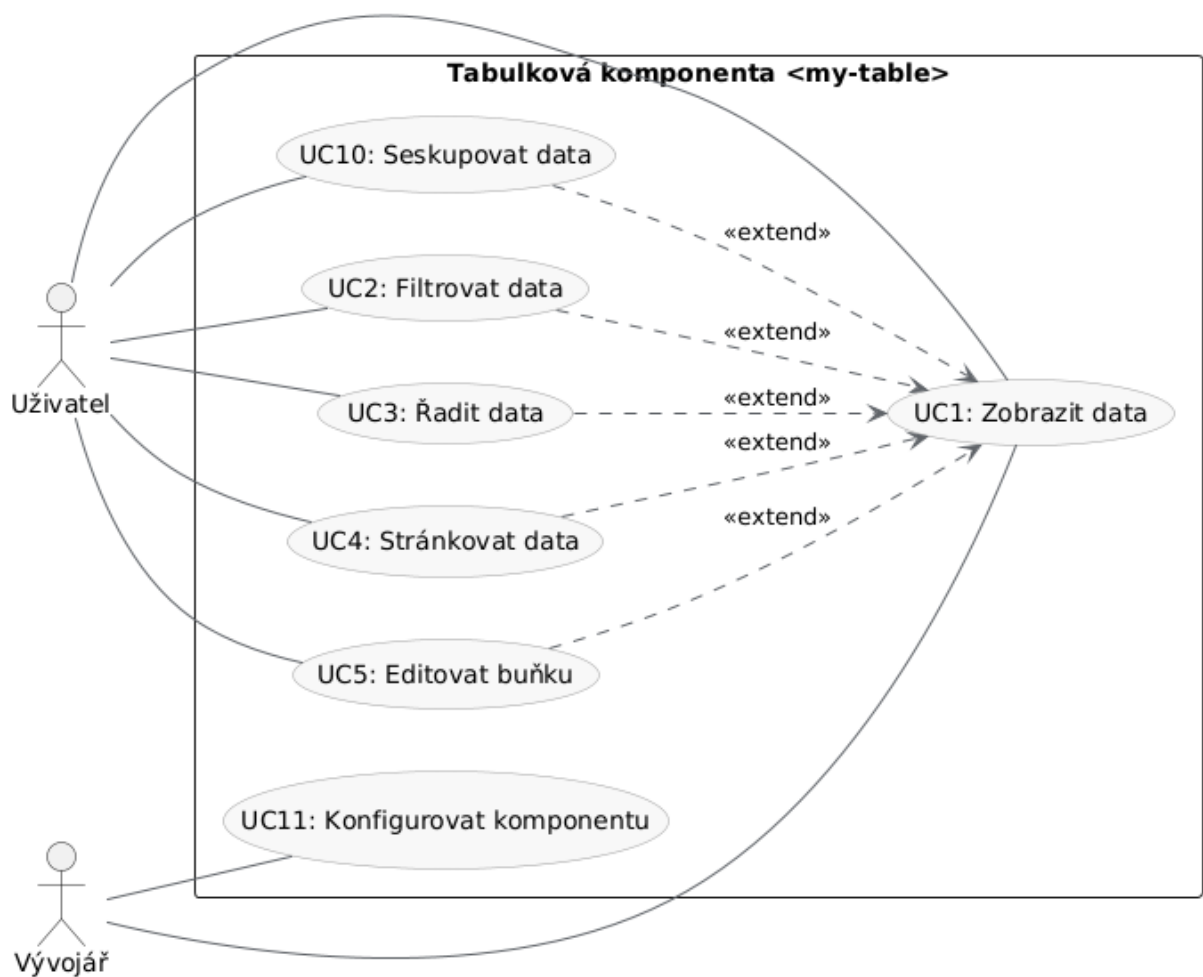 Tabulková komponenta <my-table>
UC10: Seskupovat data
«extend»
UC2: Filtrovat data
«extend»
Uživatel
UC3: Řadit data
«extend»
UC1: Zobrazit data
«extend»
UC4: Stránkovat data
«extend»
UC5: Editovat buňku
UC11: Konfigurovat komponentu
Vývojář